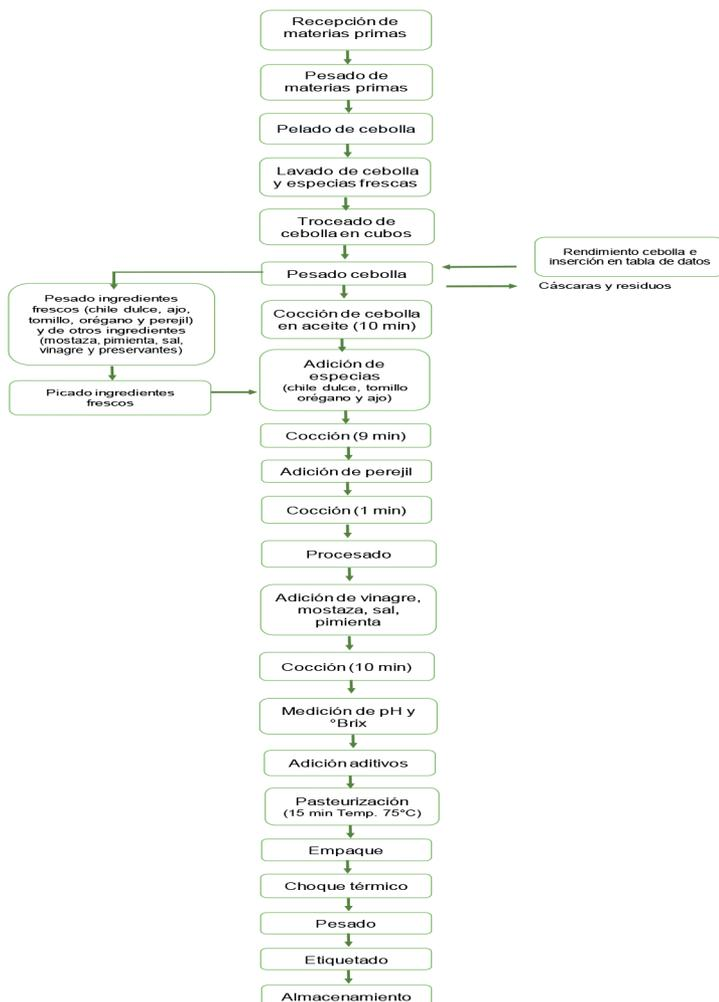 Recepción de
materias primas
Pesado de
materias primas
Pelado de cebolla
Lavado de cebolla
y especias frescas
Troceado de
cebolla en cubos
Pesado cebolla
Rendimiento cebolla e
inserción en tabla de datos
Cáscaras y residuos
Pesado ingredientes
frescos (chile dulce, ajo,
tomillo, orégano y perejil)
y de otros ingredientes
(mostaza, pimienta, sal,
vinagre y preservantes)
Picado ingredientes
frescos
Cocción de cebolla
en aceite (10 min)
Adición de
especias
(chile dulce, tomillo
orégano y ajo)
Cocción (9 min)
Adición de perejil
Cocción (1 min)
Procesado
Adición de vinagre,
mostaza, sal,
pimienta
Cocción (10 min)
Medición de pH y
°Brix
Adición aditivos
Pasteurización
(15 min Temp. 75°C)
Empaque
Choque térmico
Pesado
Etiquetado
Almacenamiento